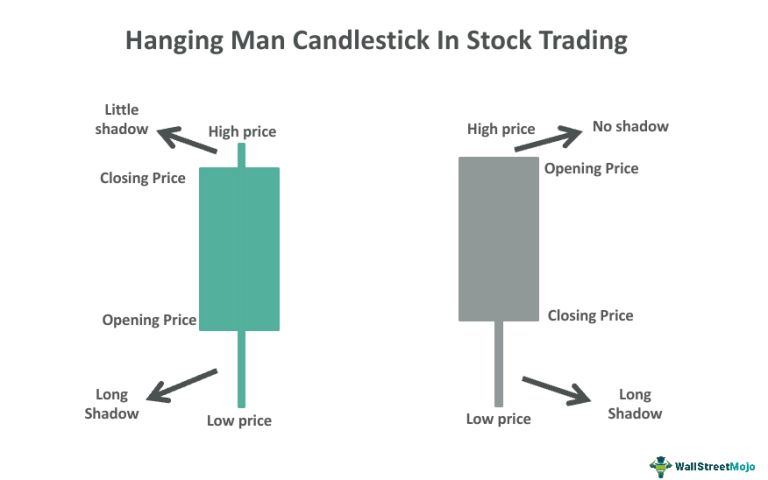 Hanging Man Candlestick In Stock Trading
Little
shadow
High price
Closing Price
Opening Price
Long
Shadow
Low price
High price
No shadow
Opening Price
Closing Price
Long
Shadow
Low price
WallStreetMojo